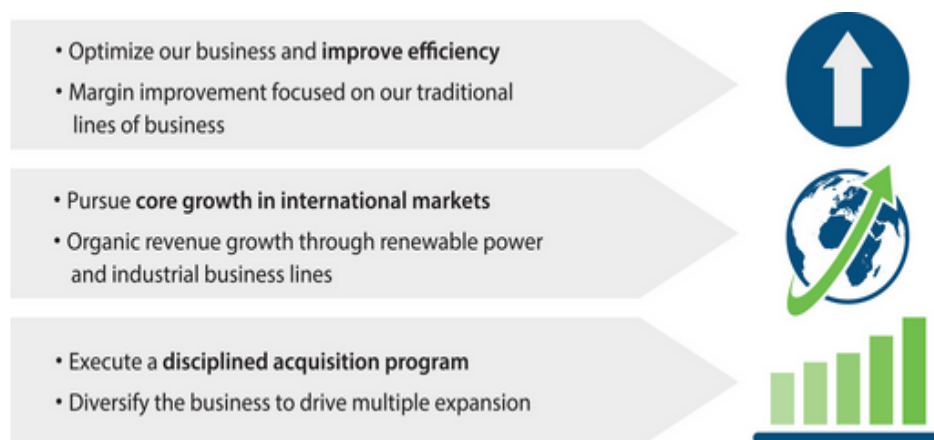 • Optimize our business and improve efficiency
• Margin improvement focused on our traditional
lines of business
• Pursue core growth in international markets
• Organic revenue growth through renewable power
and industrial business lines
• Execute a disciplined acquisition program
• Diversify the business to drive multiple expansion